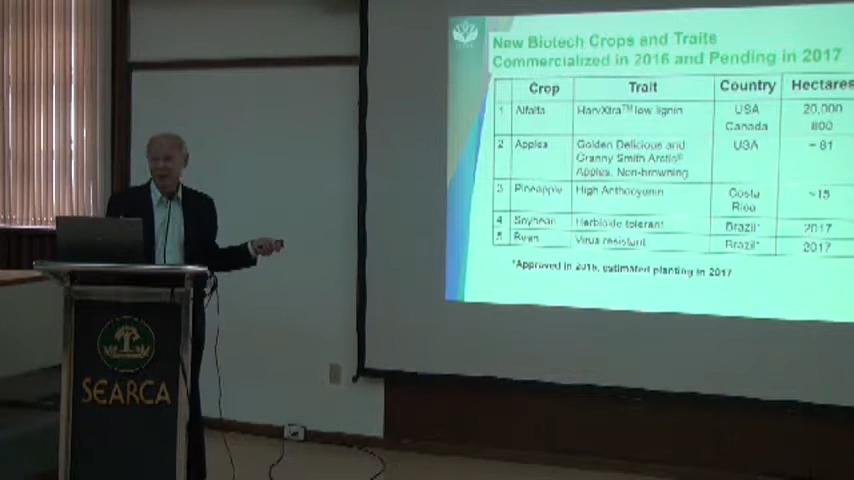 New Biotech Crops and Traits
Commercialized in 2016 and Pending in 2017
Crop Trait Country Hectares
1 Alfalfa HarvXtra™ low lignin USA 20,000
Canada 800
2 Apples Golden Delicious and USA ~ 81
Granny Smith Arctic®
Apples, Non-browning
3 Pineapple High Anthocyanin Costa ~15
Rico
4 Soybean Herbicide tolerant Brazil* 2017
5 Bean Virus resistant Brazil* 2017
*Approved in 2016, estimated planting in 2017
SEARCA